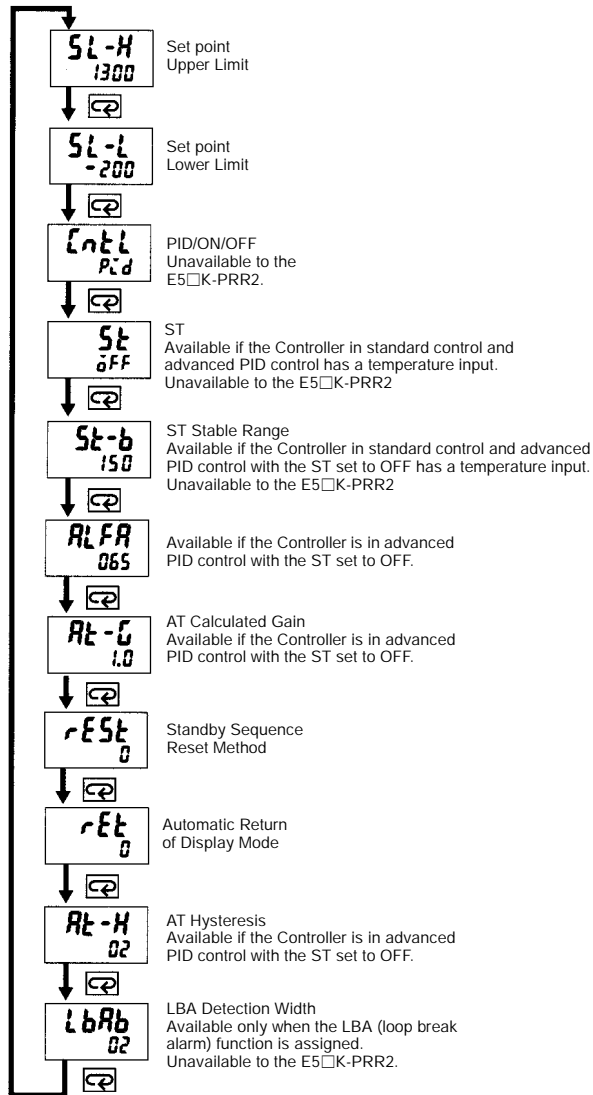 SL-H
1300
Set point
Upper Limit
SL-L
-200
Set point
Lower Limit
CntL
Pid
PID/ON/OFF
Unavailable to the
E5□K-PRR2.
St
oFF
ST
Available if the Controller in standard control and
advanced PID control has a temperature input.
Unavailable to the E5□K-PRR2
St-b
150
ST Stable Range
Available if the Controller in standard control and advanced
PID control with the ST set to OFF has a temperature input.
Unavailable to the E5□K-PRR2
ALFA
065
Available if the Controller is in advanced
PID control with the ST set to OFF.
At-G
1.0
AT Calculated Gain
Available if the Controller is in advanced
PID control with the ST set to OFF.
rESt
0
Standby Sequence
Reset Method
rEt
0
Automatic Return
of Display Mode
At-H
02
AT Hysteresis
Available if the Controller is in advanced
PID control with the ST set to OFF.
LbAb
02
LBA Detection Width
Available only when the LBA (loop break
alarm) function is assigned.
Unavailable to the E5□K-PRR2.